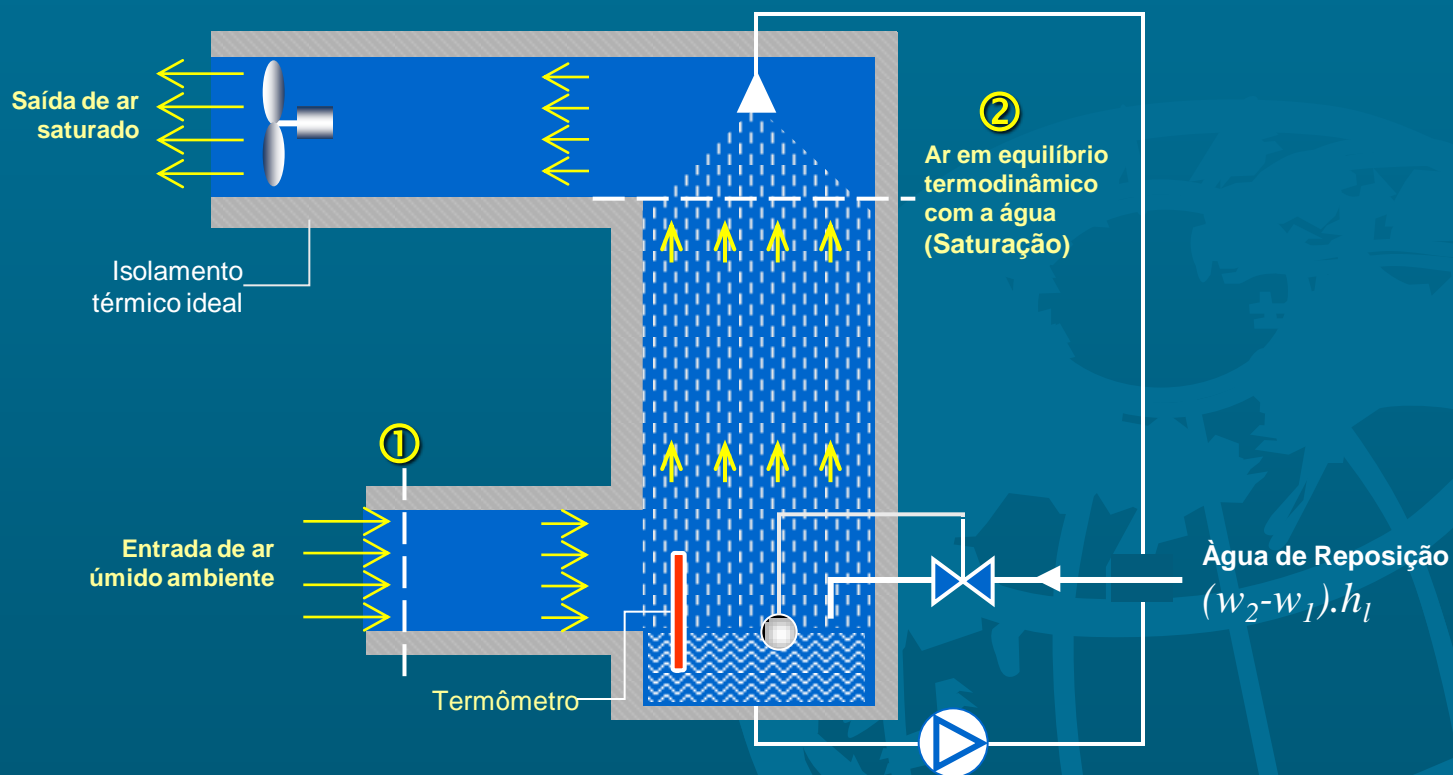 Saída de ar
saturado
②
Ar em equilíbrio
termodinâmico
com a água
(Saturação)
Isolamento
térmico ideal
①
Entrada de ar
úmido ambiente
Àgua de Reposição
(w₂-w₁).hₗ
Termômetro